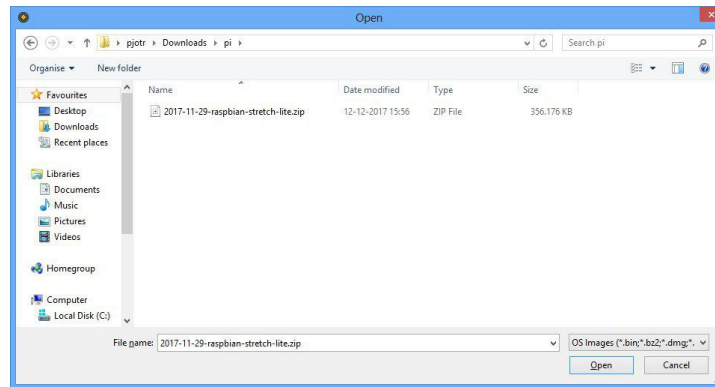 Open
pjotr Downloads pi
Search pi
Organise New folder
Name Date modified Type Size
Favourites
Desktop
Downloads
Recent places
Libraries
Documents
Music
Pictures
Videos
Homegroup
Computer
Local Disk (C:)
2017-11-29-raspbian-stretch-lite.zip 12-12-2017 15:56 ZIP File 356.176 KB
File name: 2017-11-29-raspbian-stretch-lite.zip OS Images (*.bin;*.bz2;*.dmg;*.
Open Cancel